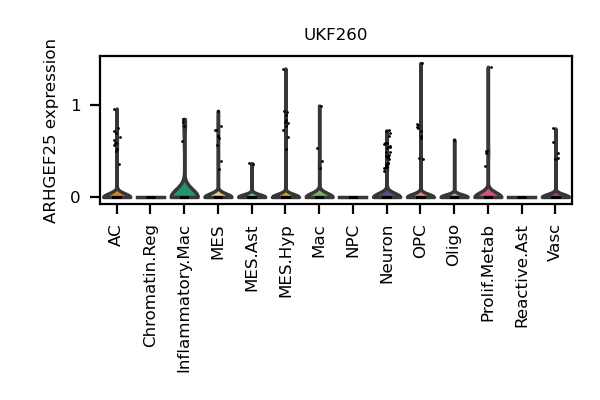 UKF260
ARHGEF25 expression
1
0
AC
Chromatin.Reg
Inflammatory.Mac
MES
MES.Ast
MES.Hyp
Mac
NPC
Neuron
OPC
Oligo
Prolif.Metab
Reactive.Ast
Vasc